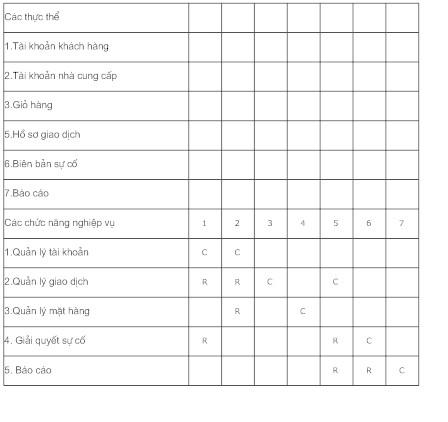 Các thực thể
1.Tài khoản khách hàng
2.Tài khoản nhà cung cấp
3.Giỏ hàng
5.Hồ sơ giao dịch
6.Biên bản sự cố
7.Báo cáo
Các chức năng nghiệp vụ 1 2 3 4 5 6 7
1.Quản lý tài khoản C C
2.Quản lý giao dịch R R C C
3.Quản lý mặt hàng R C
4. Giải quyết sự cố R R C
5. Báo cáo R R C